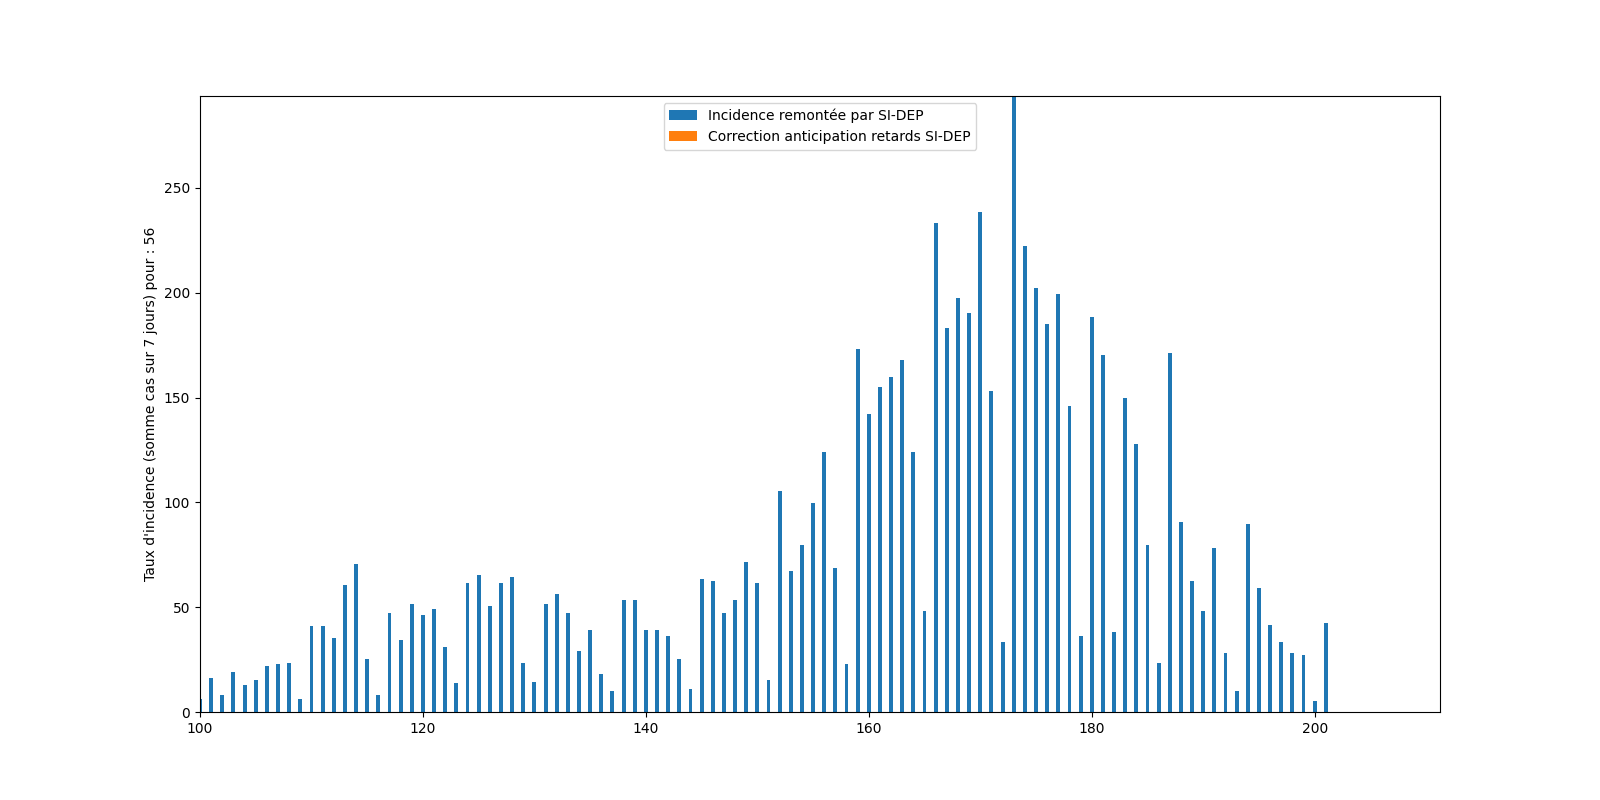 Incidence remontée par SI-DEP
Correction anticipation retards SI-DEP
Taux d'incidence (somme cas sur 7 jours) pour : 56
250
200
150
100
50
0
100 120 140 160 180 200